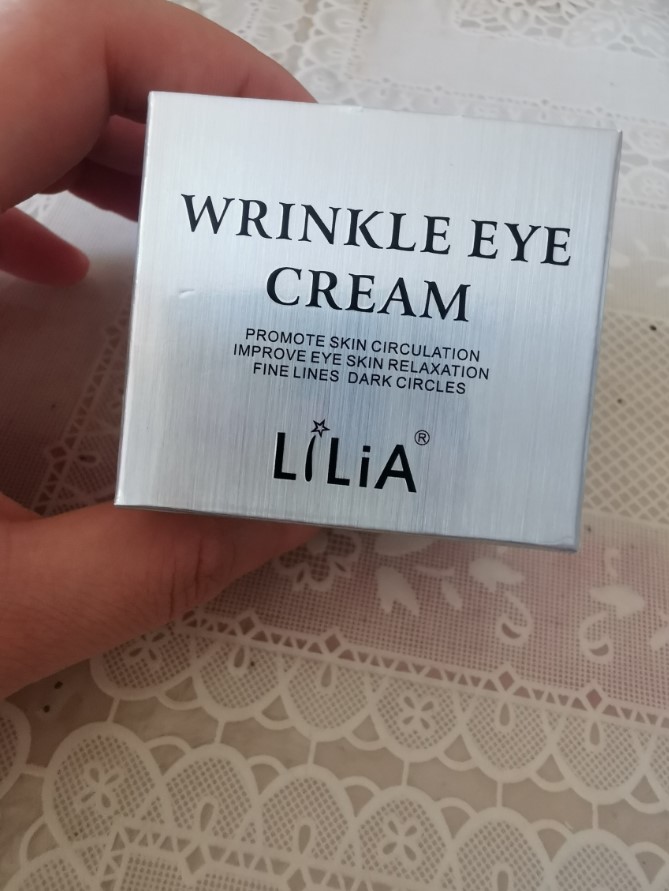 WRINKLE EYE
CREAM
PROMOTE SKIN CIRCULATION
IMPROVE EYE SKIN RELAXATION
FINE LINES DARK CIRCLES
LiLiA®